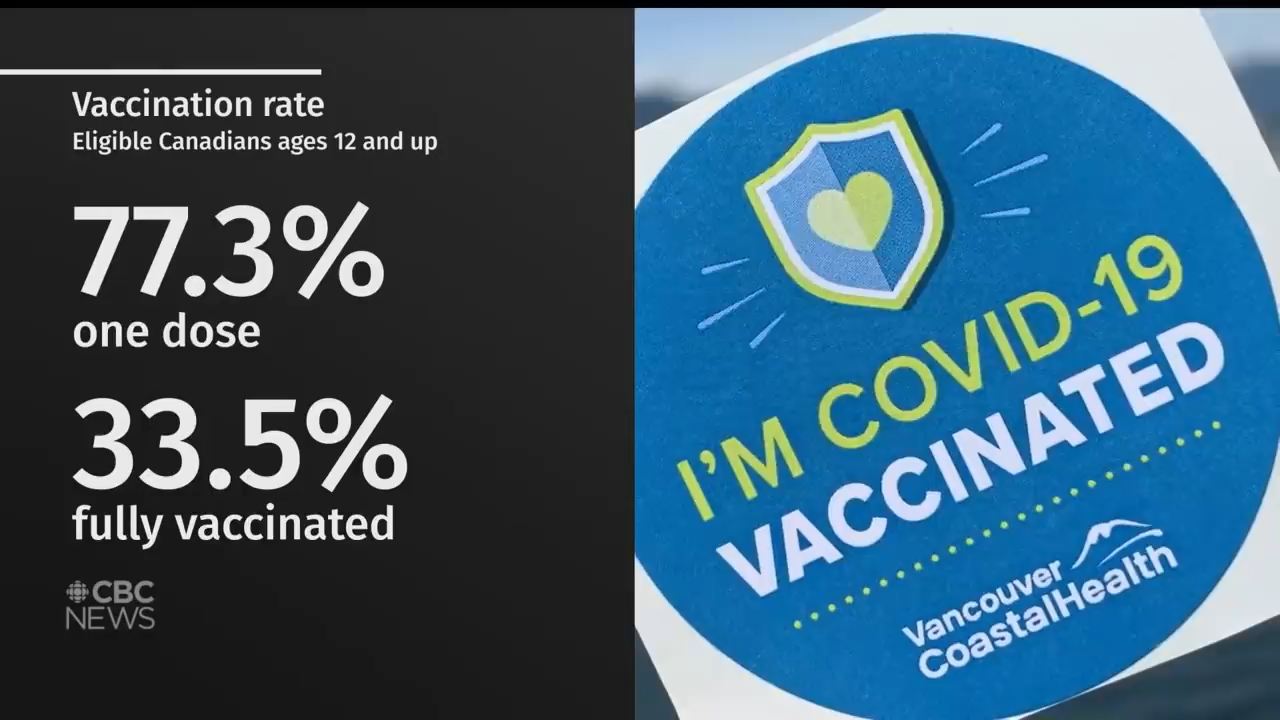 Vaccination rate
Eligible Canadians ages 12 and up
77.3%
one dose
33.5%
fully vaccinated
CBC
NEWS
I'M COVID-19
VACCINATED
Vancouver
CoastalHealth